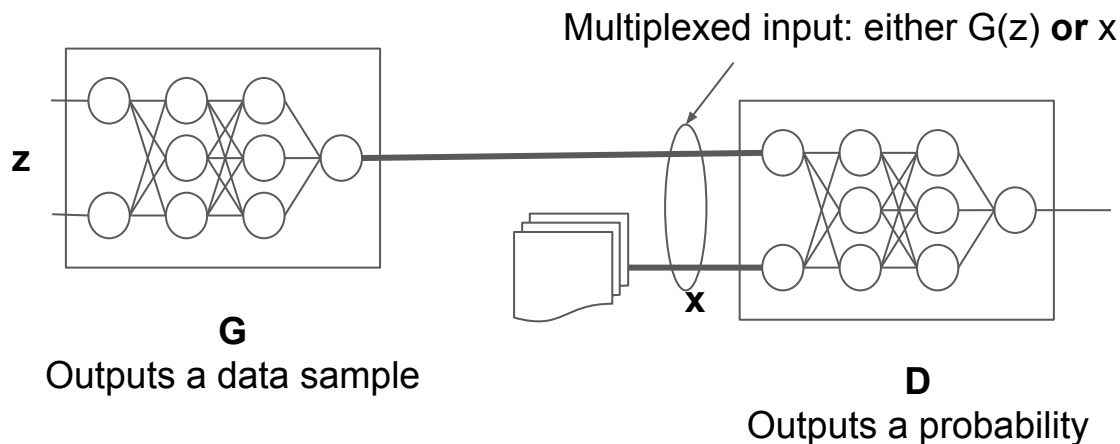 Multiplexed input: either G(z) or x
z
x
G
Outputs a data sample
D
Outputs a probability